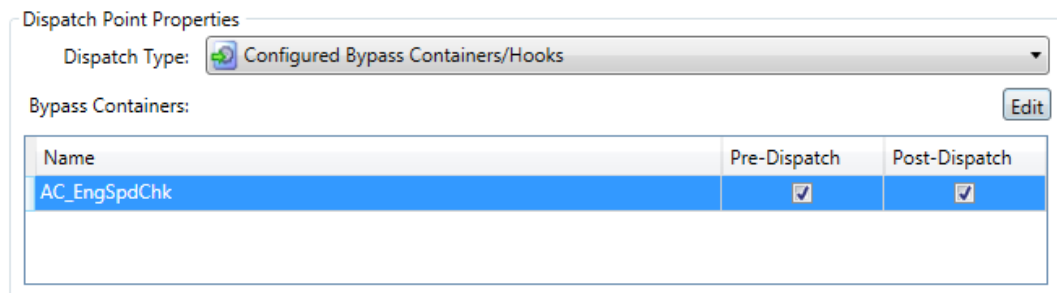 Dispatch Point Properties
Dispatch Type: Configured Bypass Containers/Hooks
Bypass Containers: Edit
Name Pre-Dispatch Post-Dispatch
AC_EngSpdChk